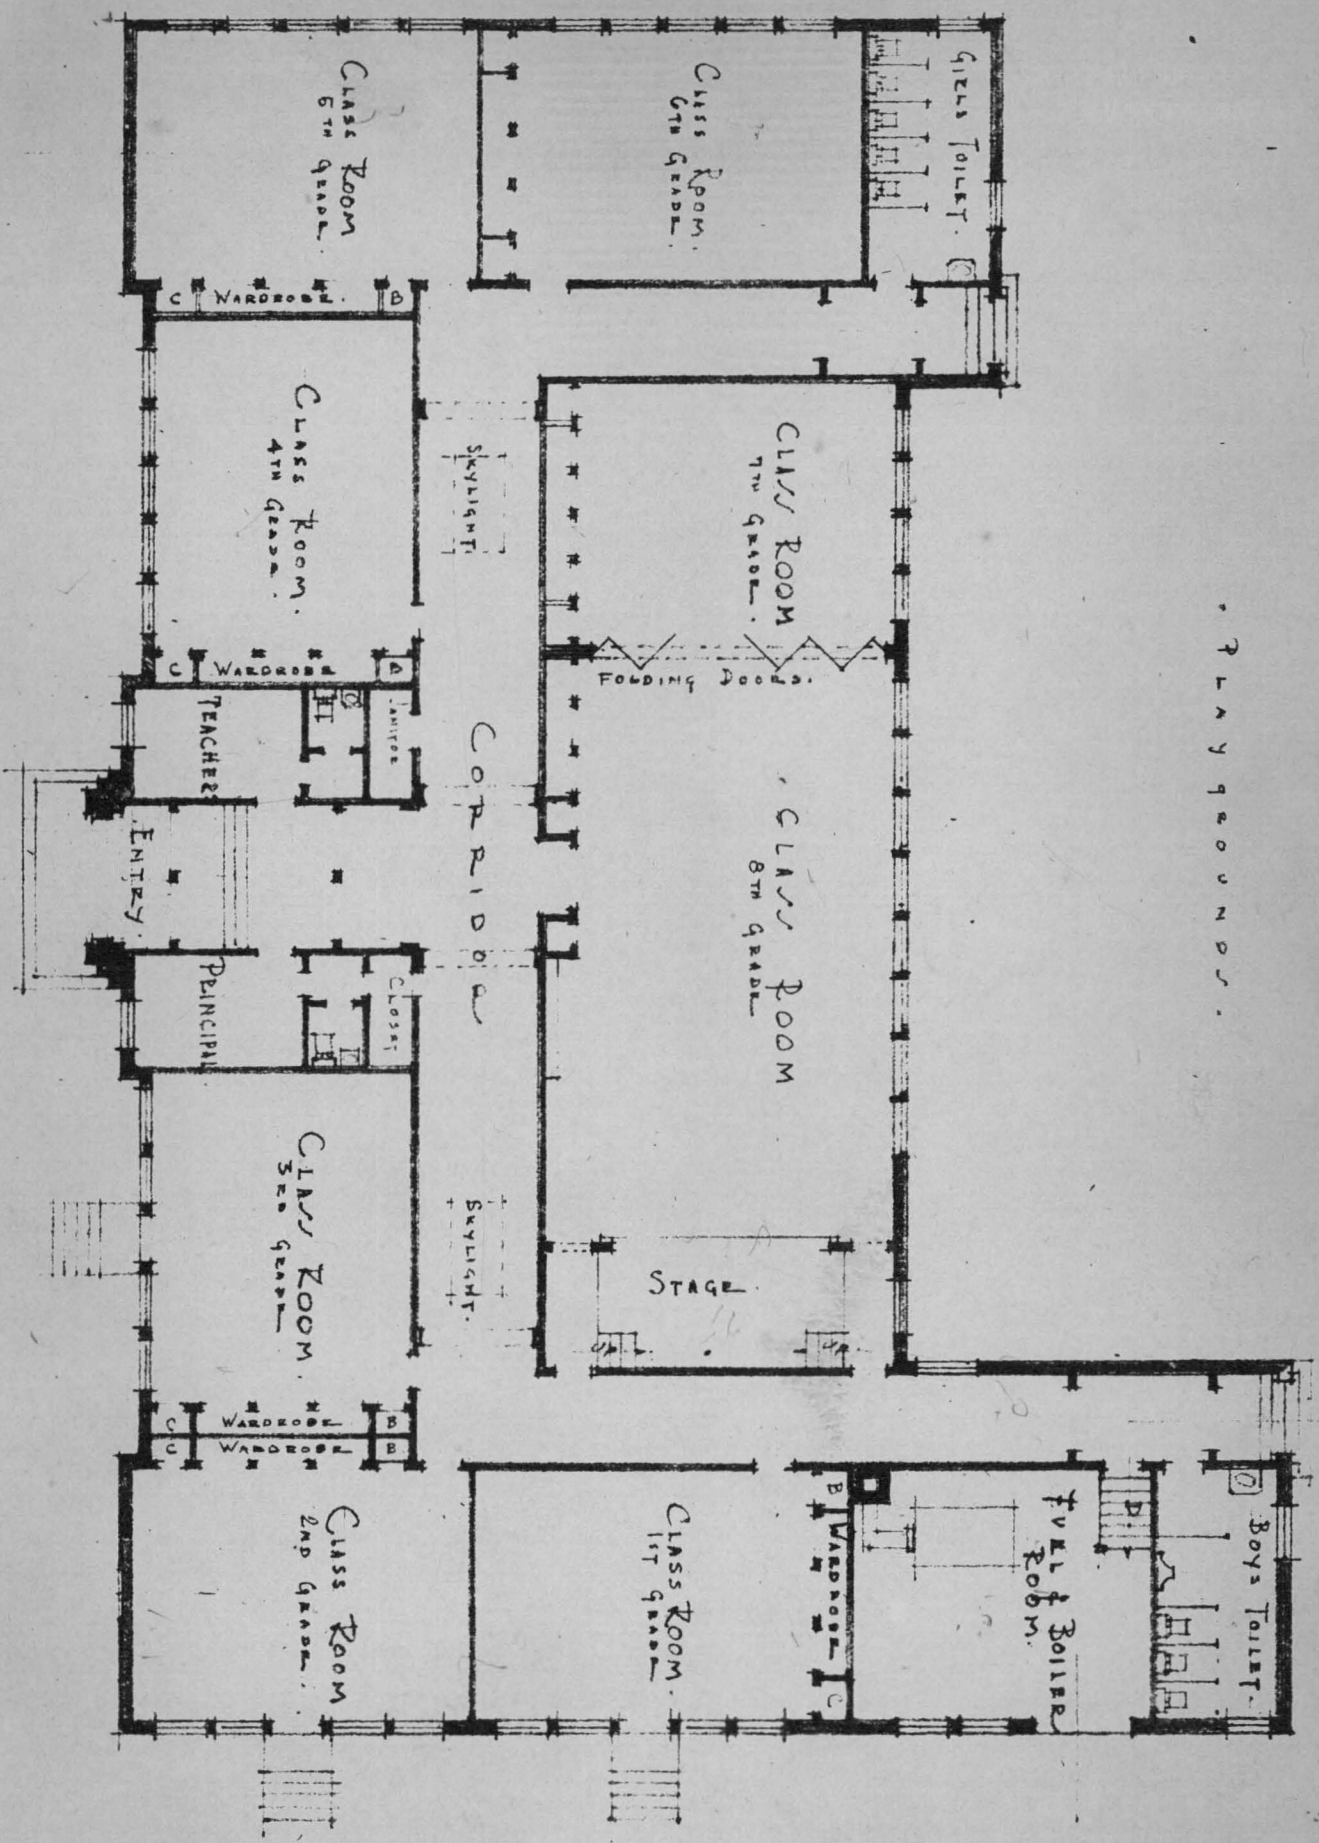 GIRLS TOILET.
CLASS ROOM.
6TH GRADE.
CLASS ROOM
5TH GRADE.
C WARDROBE. B
CLASS ROOM.
4TH GRADE.
C WARDROBE B
SKYLIGHT.
CLASS ROOM
7TH GRADE.
FOLDING DOORS.
CLASS ROOM
8TH GRADE
STAGE.
"PLAYGROUNDS.
CORRIDOR
TEACHERS
JANITOR
ENTRY.
PRINCIPAL
CLOSET
SKYLIGHT.
CLASS ROOM.
3RD GRADE
C WARDROBE B
C WARDROBE B
CLASS ROOM
2ND GRADE.
CLASS ROOM.
1ST GRADE
B WARDROBE C
FUEL & BOILER
ROOM.
D.
BOYS TOILET.